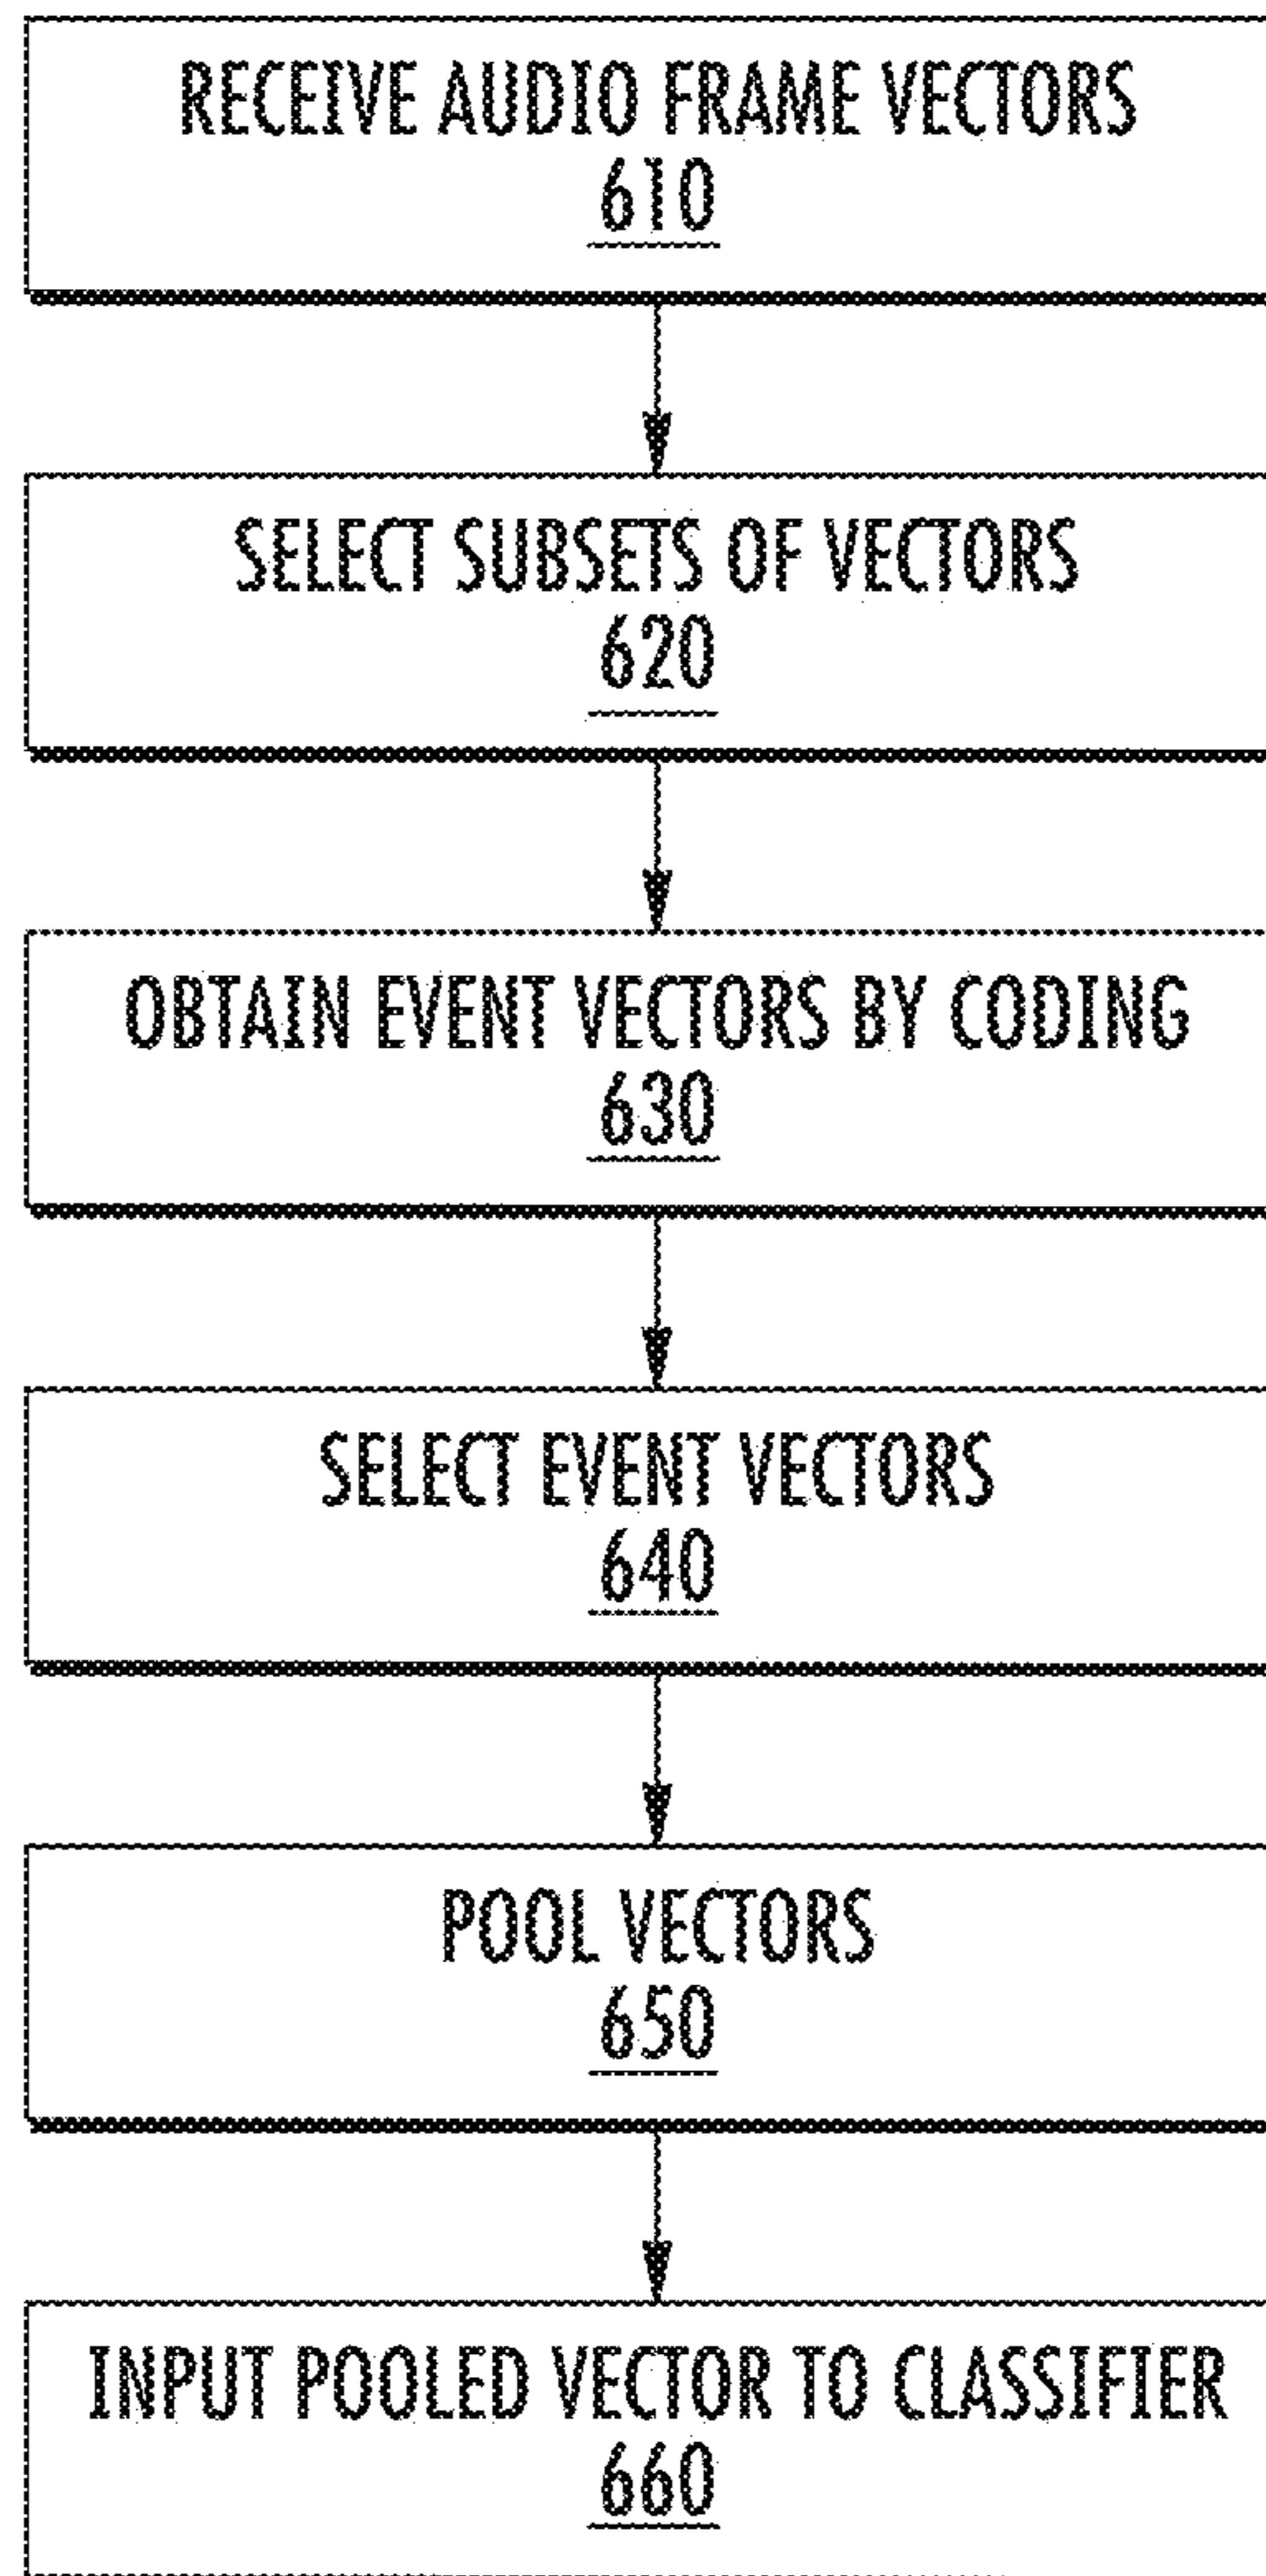 RECEIVE AUDIO FRAME VECTORS
610
SELECT SUBSETS OF VECTORS
620
OBTAIN EVENT VECTORS BY CODING
630
SELECT EVENT VECTORS
640
POOL VECTORS
650
INPUT POOLED VECTOR TO CLASSIFIER
660